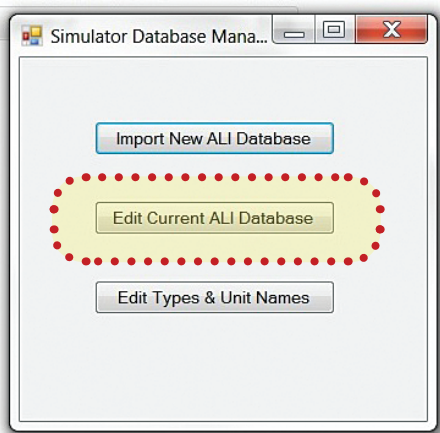 Simulator Database Mana...
Import New ALI Database
Edit Current ALI Database
Edit Types & Unit Names